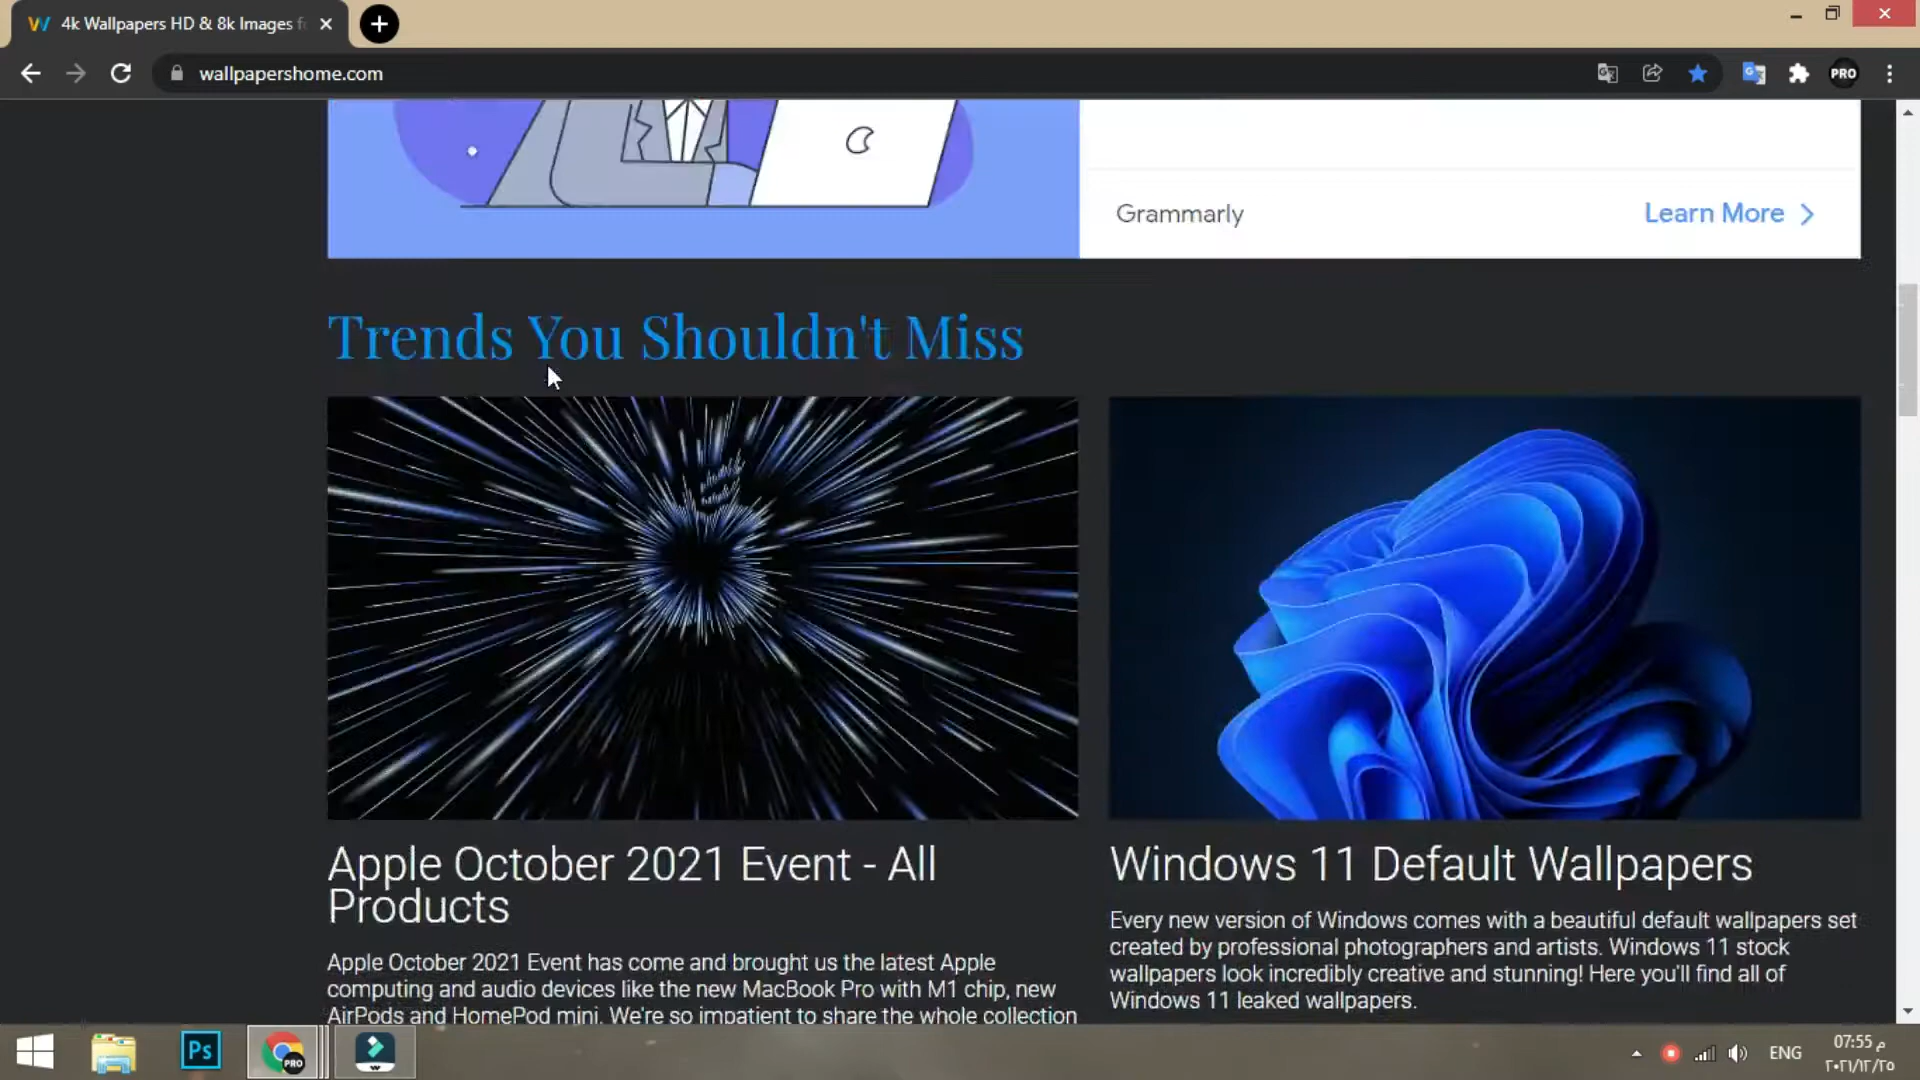 4k Wallpapers HD & 8k Images f
wallpapershome.com
PRO
Grammarly
Learn More
Trends You Shouldn't Miss
Apple October 2021 Event - All
Products
Apple October 2021 Event has come and brought us the latest Apple
computing and audio devices like the new MacBook Pro with M1 chip, new
AirPods and HomePod mini. We're so impatient to share the whole collection
Windows 11 Default Wallpapers
Every new version of Windows comes with a beautiful default wallpapers set
created by professional photographers and artists. Windows 11 stock
wallpapers look incredibly creative and stunning! Here you'll find all of
Windows 11 leaked wallpapers.
Ps
PRO
ENG
07:55 م
٢٠٢١/١٢/٢٥